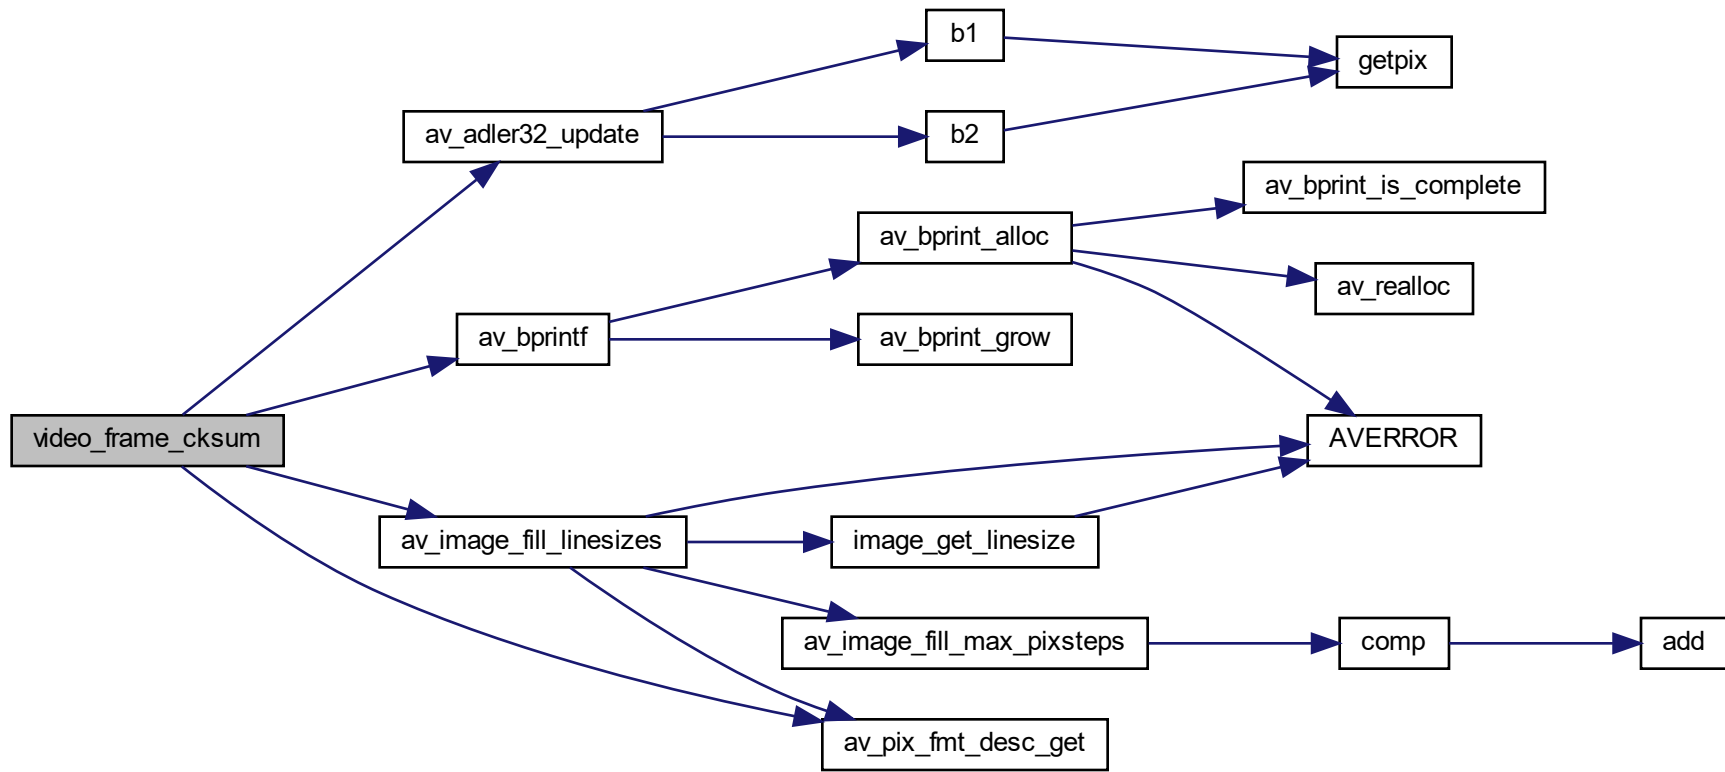 b1
getpix
av_adler32_update
b2
av_bprint_is_complete
av_bprint_alloc
av_realloc
av_bprintf
av_bprint_grow
video_frame_cksum
AVERROR
av_image_fill_linesizes
image_get_linesize
av_image_fill_max_pixsteps
comp
add
av_pix_fmt_desc_get